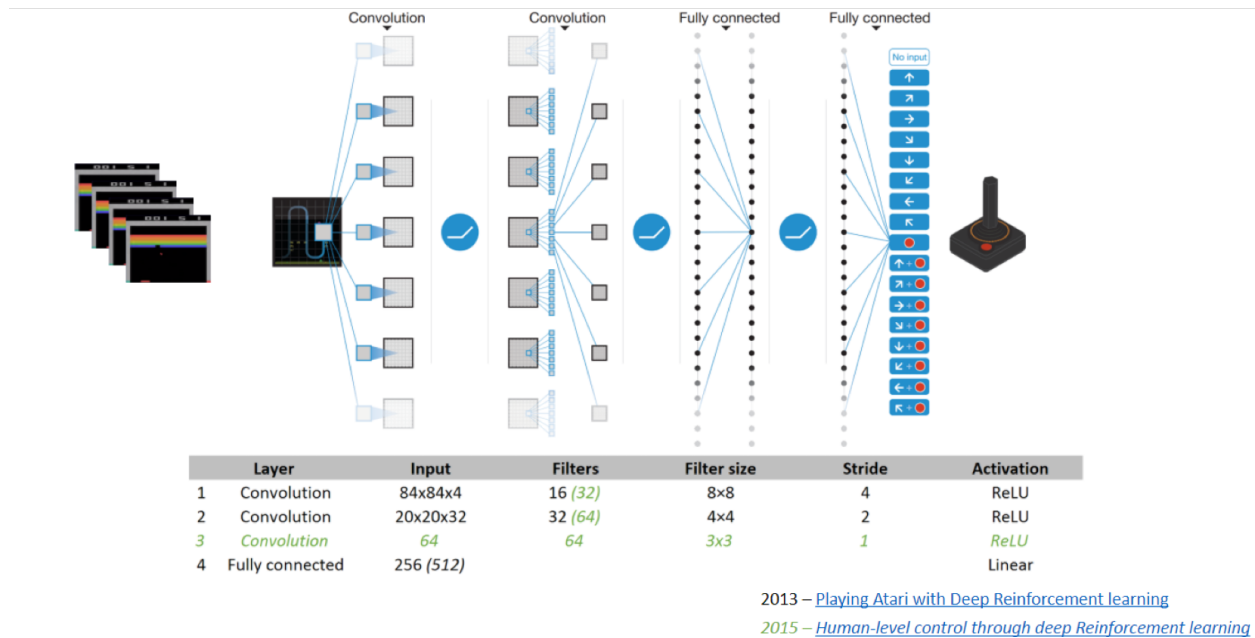 Convolution Convolution Fully connected Fully connected
No input
Layer Input Filters Filter size Stride Activation
1 Convolution 84x84x4 16 (32) 8×8 4 ReLU
2 Convolution 20x20x32 32 (64) 4×4 2 ReLU
3 Convolution 64 64 3x3 1 ReLU
4 Fully connected 256 (512) Linear
2013 – Playing Atari with Deep Reinforcement learning
2015 – Human-level control through deep Reinforcement learning